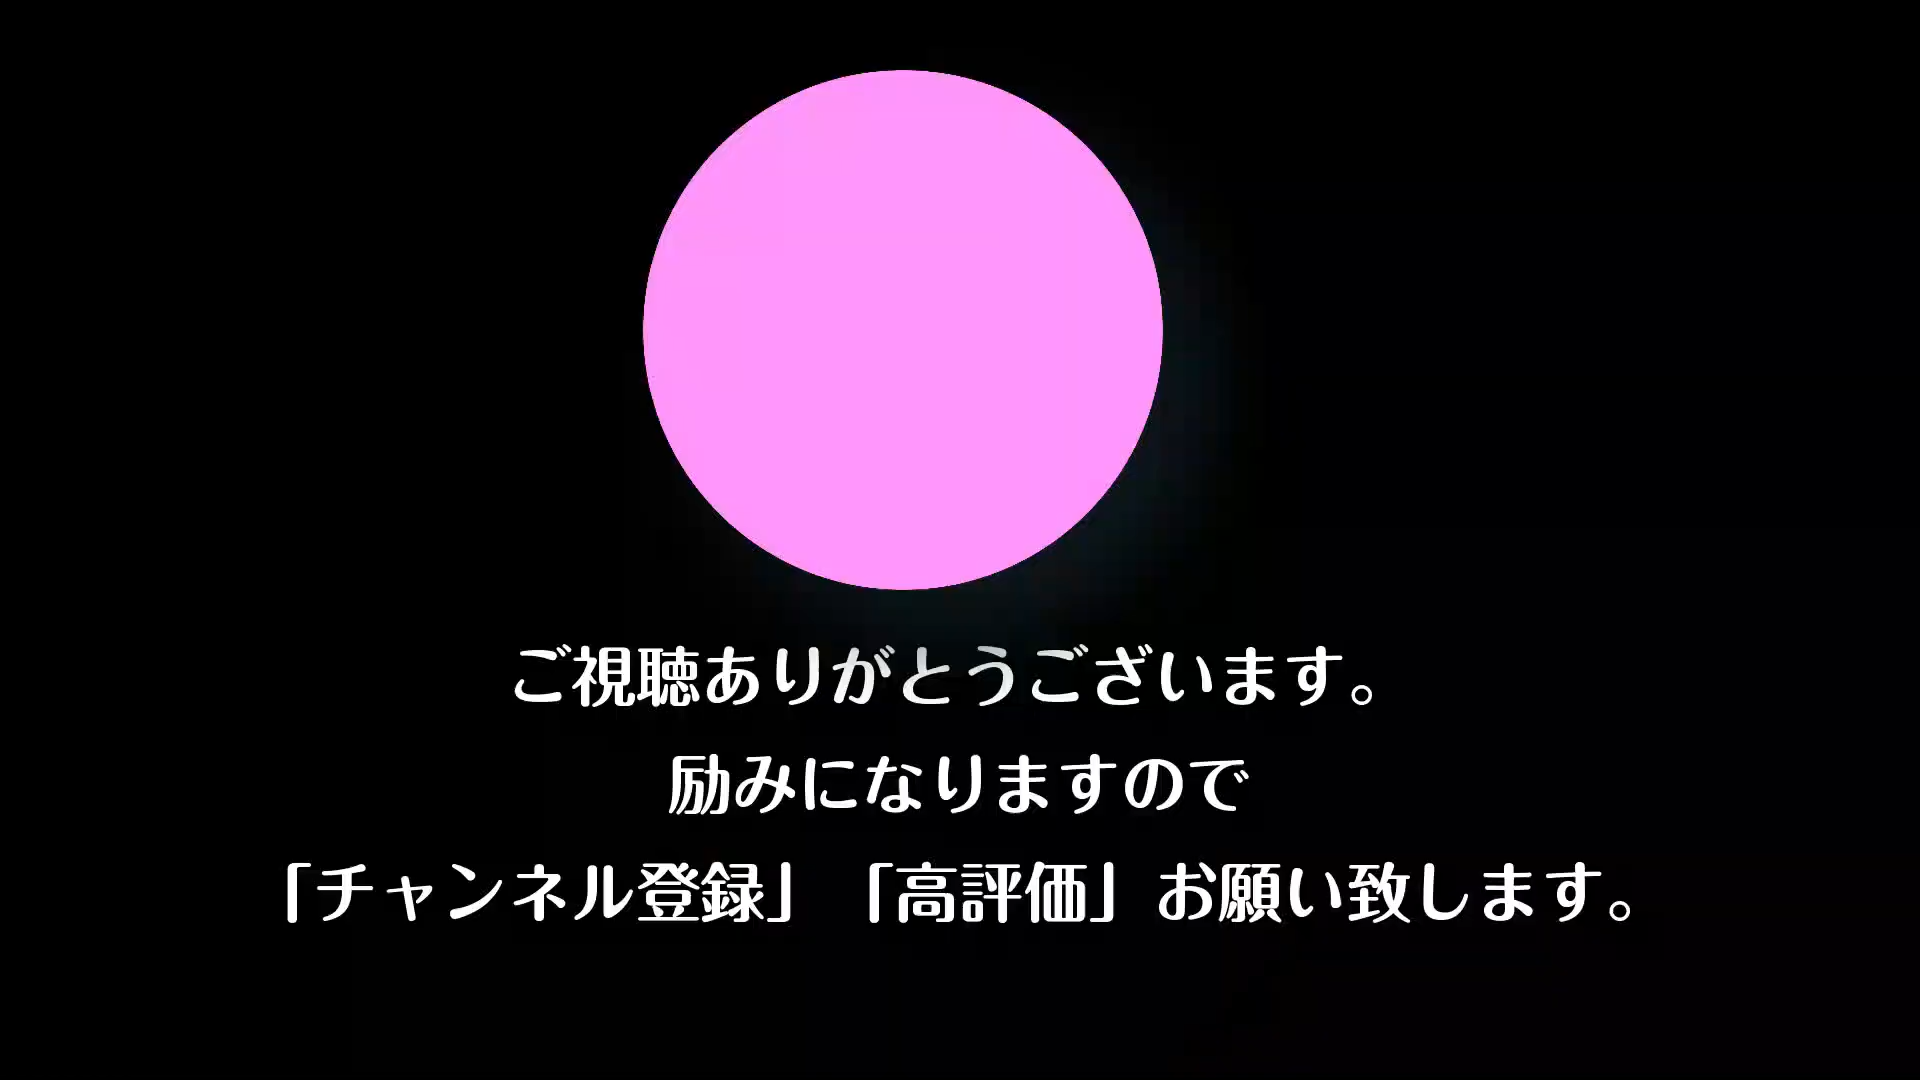 ご視聴ありがとうございます。
励みになりますので
「チャンネル登録」「高評価」お願い致します。